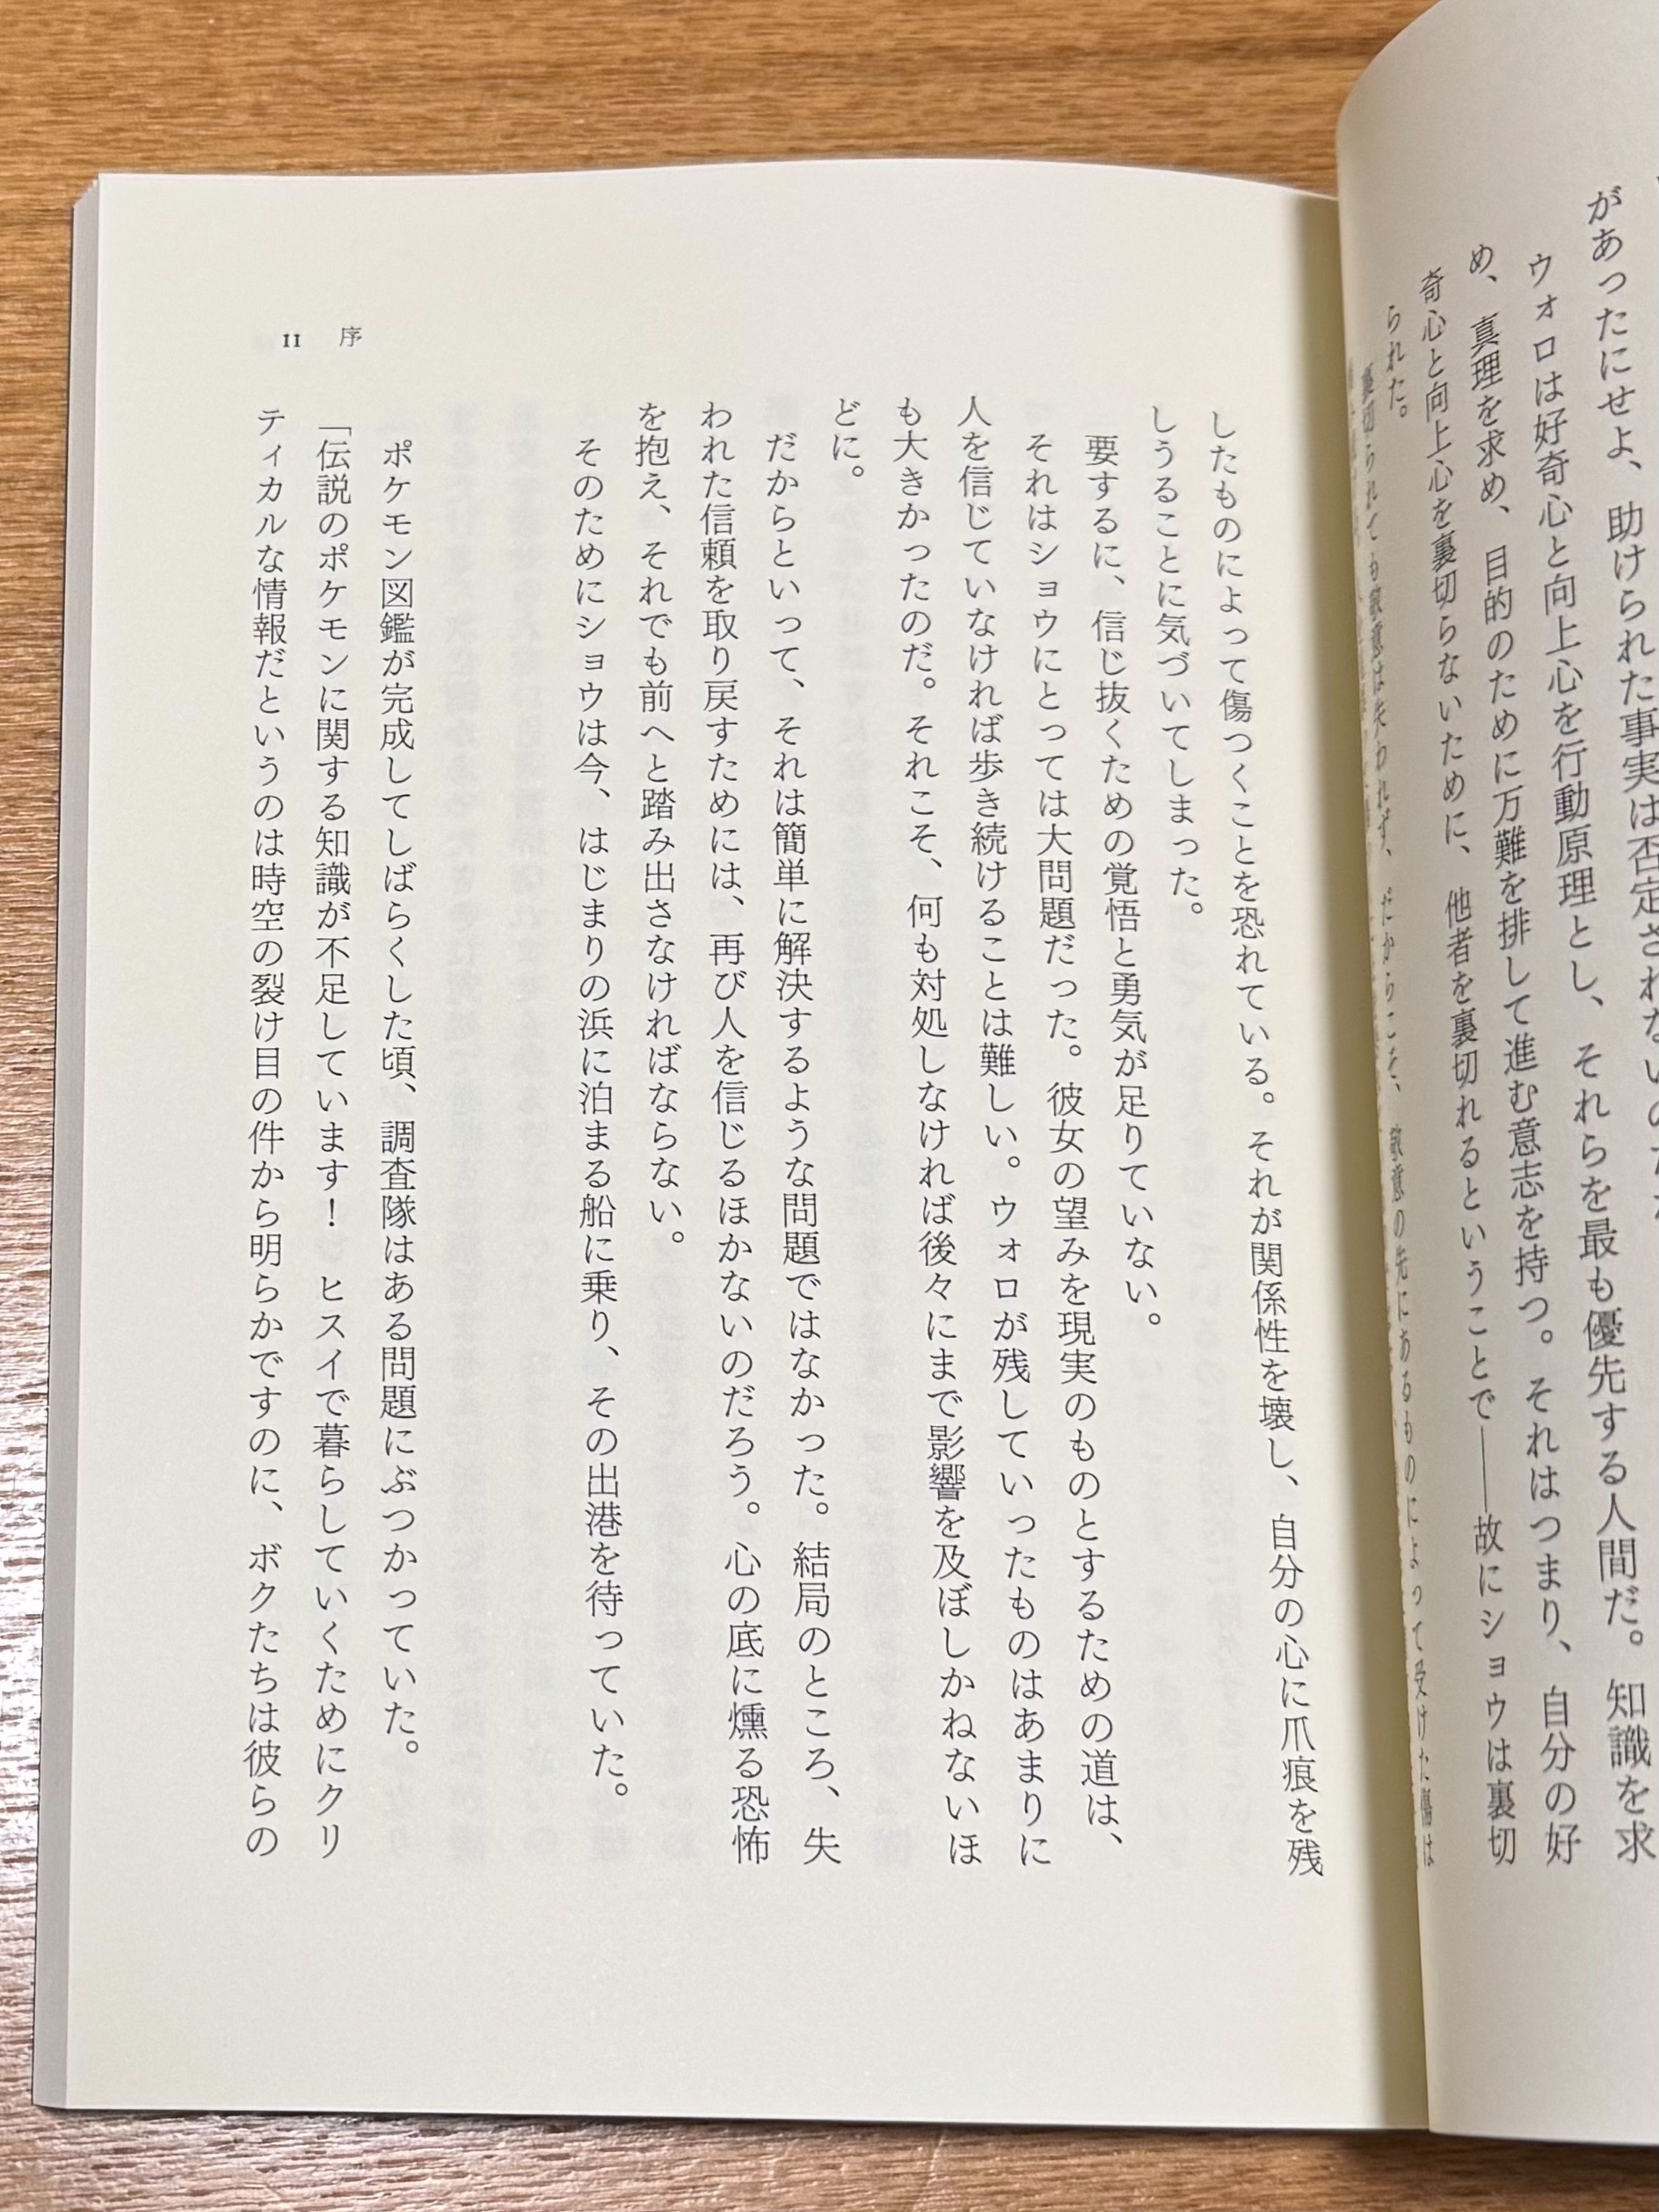 があったにせよ、助けられた事実は否定されないのだ
ウォロは好奇心と向上心を行動原理とし、それらを最も優先する人間だ。知識を求
め、真理を求め、目的のために万難を排して進む意志を持つ。それはつまり、自分の好
奇心と向上心を裏切らないために、他者を裏切れるということで――故にショウは裏切
られた。
裏切られても敬意は失われず、だからこそ、敬意の先にあるものによって受けた傷は
したものによって傷つくことを恐れている。それが関係性を壊し、自分の心に爪痕を残
しうることに気づいてしまった。
要するに、信じ抜くための覚悟と勇気が足りていない。
それはショウにとっては大問題だった。彼女の望みを現実のものとするための道は、
人を信じていなければ歩き続けることは難しい。ウォロが残していったものはあまりに
も大きかったのだ。それこそ、何も対処しなければ後々にまで影響を及ぼしかねないほ
どに。
だからといって、それは簡単に解決するような問題ではなかった。結局のところ、失
われた信頼を取り戻すためには、再び人を信じるほかないのだろう。心の底に燻る恐怖
を抱え、それでも前へと踏み出さなければならない。
そのためにショウは今、はじまりの浜に泊まる船に乗り、その出港を待っていた。
ポケモン図鑑が完成してしばらくした頃、調査隊はある問題にぶつかっていた。
「伝説のポケモンに関する知識が不足しています！　ヒスイで暮らしていくためにクリ
ティカルな情報だというのは時空の裂け目の件から明らかですのに、ボクたちは彼らの
11　序